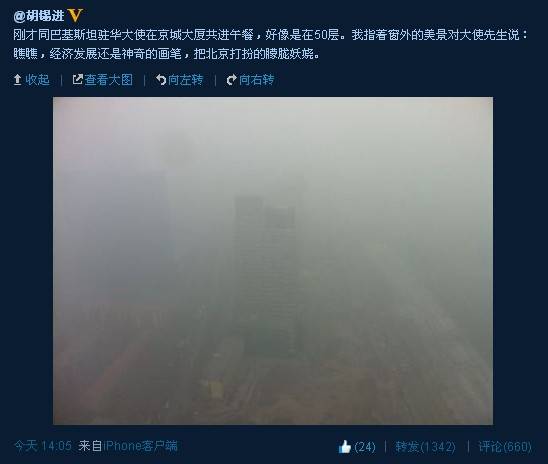 @胡锡进 V
刚才同巴基斯坦驻华大使在京城大厦共进午餐，好像是在50层。我指着窗外的美景对大使先生说：
瞧瞧，经济发展还是神奇的画笔，把北京打扮的朦胧妖娆。
收起 | 查看大图 | 向左转 | 向右转
今天 14:05 来自iPhone客户端 (24) | 转发(1342) | 评论(660)